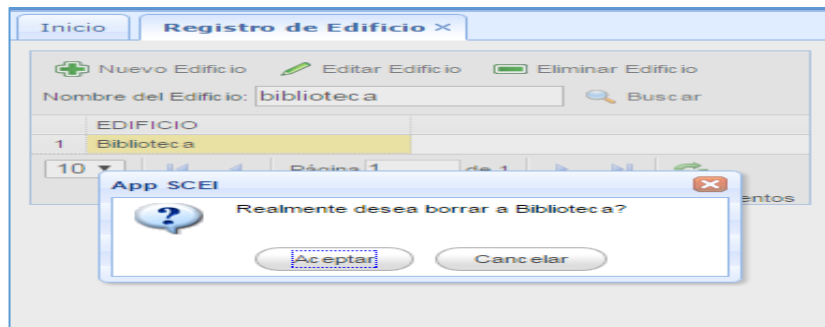 Inicio Registro de Edificio ×
Nuevo Edificio Editar Edificio Eliminar Edificio
Nombre del Edificio: biblioteca Buscar
EDIFICIO
1 Biblioteca
10 Página 1 de 1
App SCEI
entos
Realmente desea borrar a Biblioteca?
Aceptar Cancelar